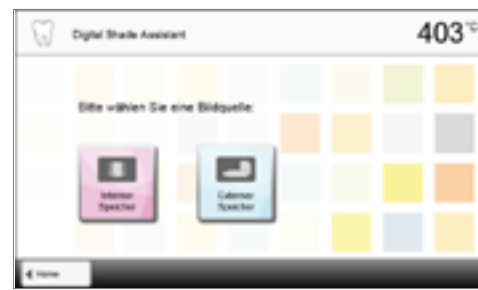 Digital Shade Assistant
403 °C
Bitte wählen Sie eine Bildquelle:
Interner
Speicher
Externer
Speicher
Home